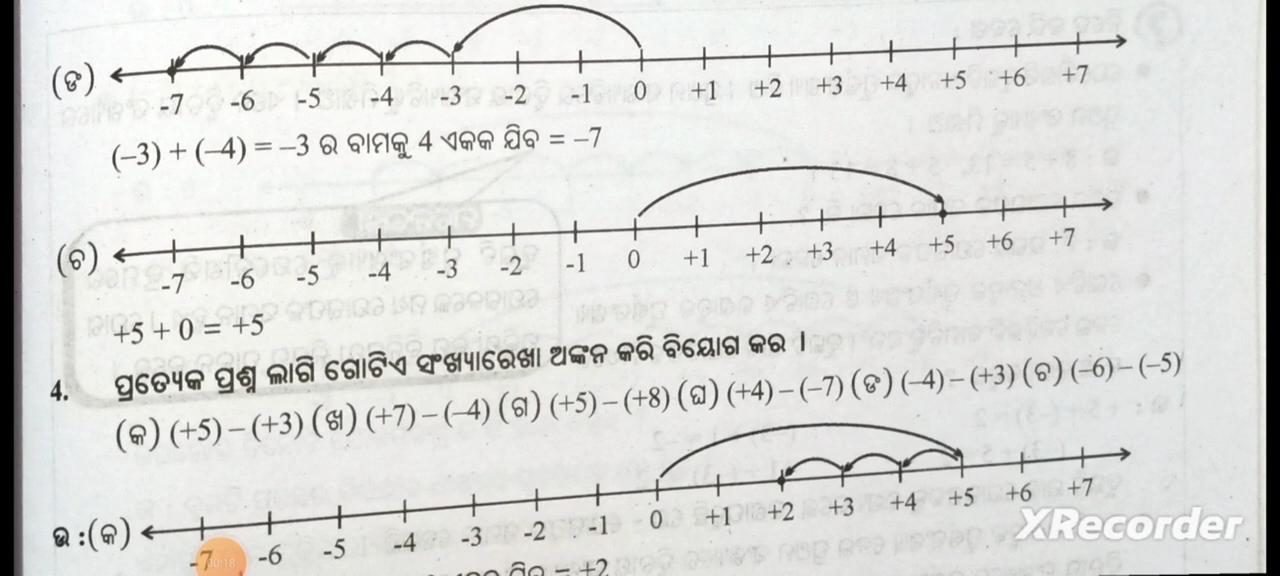 (ଙ) -7 -6 -5 -4 -3 -2 -1 0 +1 +2 +3 +4 +5 +6 +7
(–3) + (–4) = –3 ର ବାମକୁ 4 ଏକକ ଯିବ = –7
(ଚ) -7 -6 -5 -4 -3 -2 -1 0 +1 +2 +3 +4 +5 +6 +7
+5 + 0 = +5
4. ପ୍ରତ୍ୟେକ ପ୍ରଶ୍ନ ଲାଗି ଗୋଟିଏ ସଂଖ୍ୟାରେଖା ଅଙ୍କନ କରି ବିୟୋଗ କର ।
(କ) (+5) – (+3) (ଖ) (+7) – (–4) (ଗ) (+5) – (+8) (ଘ) (+4) – (–7) (ଙ) (–4) – (+3) (ଚ) (–6) – (–5)
ଉ : (କ) -7 -6 -5 -4 -3 -2 -1 0 +1 +2 +3 +4 +5 +6 +7
XRecorder
00:18
ଯିବ = +2